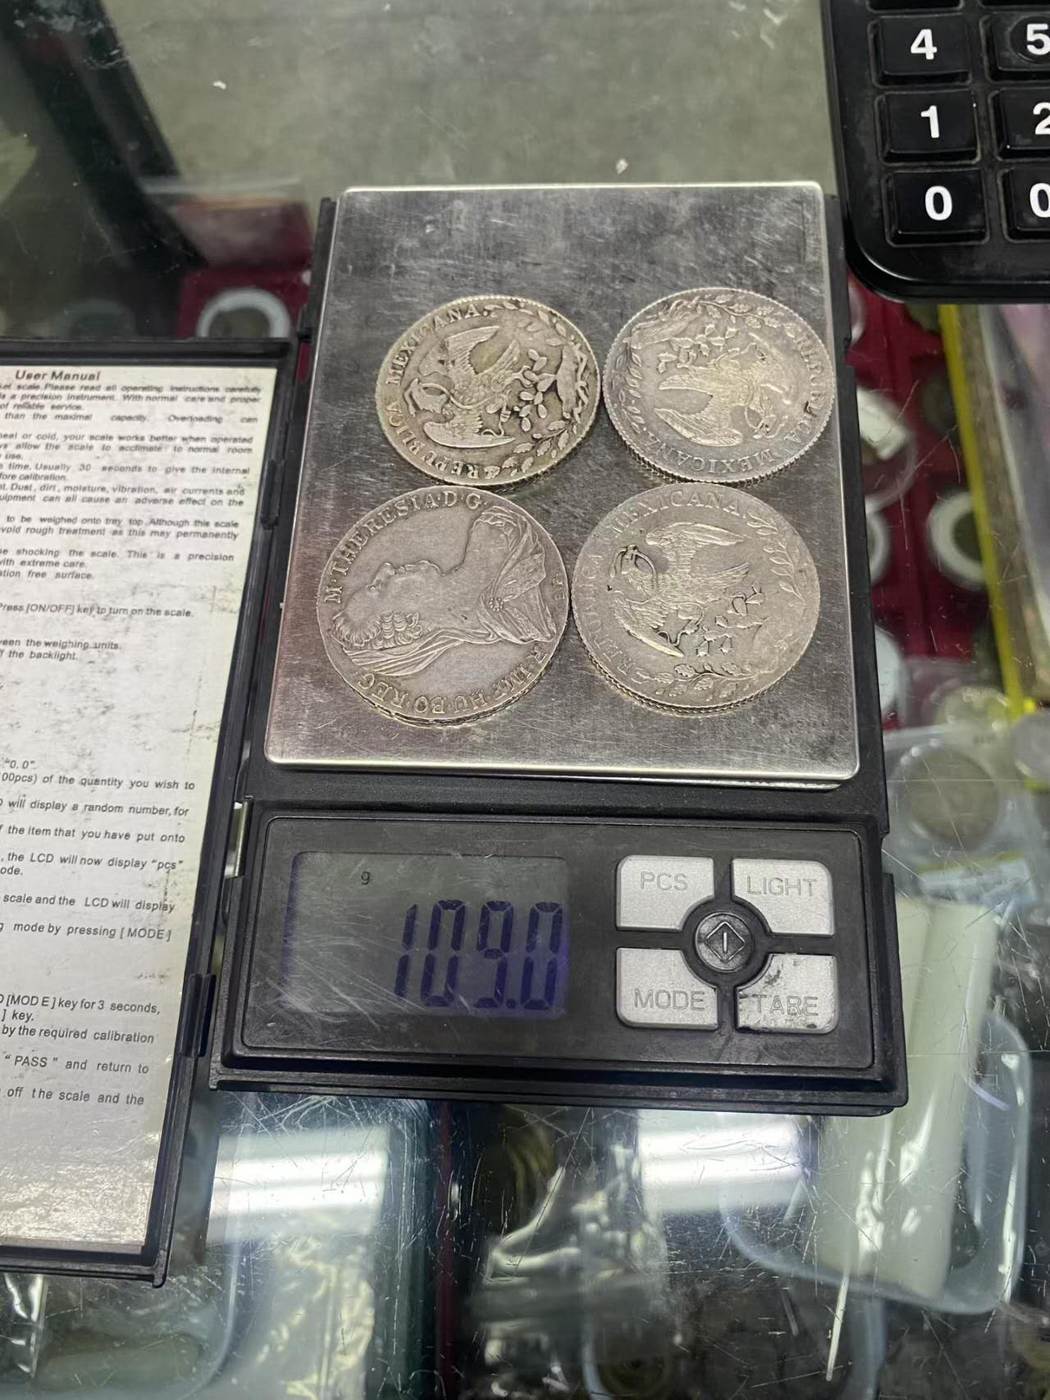 4 5
1 2
0 0
User Manual
scale. Please read all operating instructions carefully
is a precision instrument. With normal care and proper
of reliable service.
than the maximal capacity. Overloading can
heat or cold, your scale works better when operated
allow the scale to acclimate to normal room
use.
time. Usually 30 seconds to give the internal
fore calibration.
Dust, dirt, moisture, vibration, air currents and
uipment can all cause an adverse effect on the
to be weighed onto tray top. Although this scale
avoid rough treatment as this may permanently
shocking the scale. This is a precision
with extreme care.
ation free surface.
Press [ON/OFF] key to turn on the scale.
ween the weighing units.
the backlight.
"0.0".
00pcs) of the quantity you wish to
will display a random number, for
the item that you have put onto
, the LCD will now display "pcs"
ode.
scale and the LCD will display
mode by pressing [MODE]
[MODE] key for 3 seconds,
] key.
by the required calibration
"PASS" and return to
off the scale and the
REPUBLICA MEXICANA.
MEXICANA
M·THERESIA·D·G·
HU·BO·REG·
MEXICANA
g
109.0
PCS LIGHT
MODE TARE